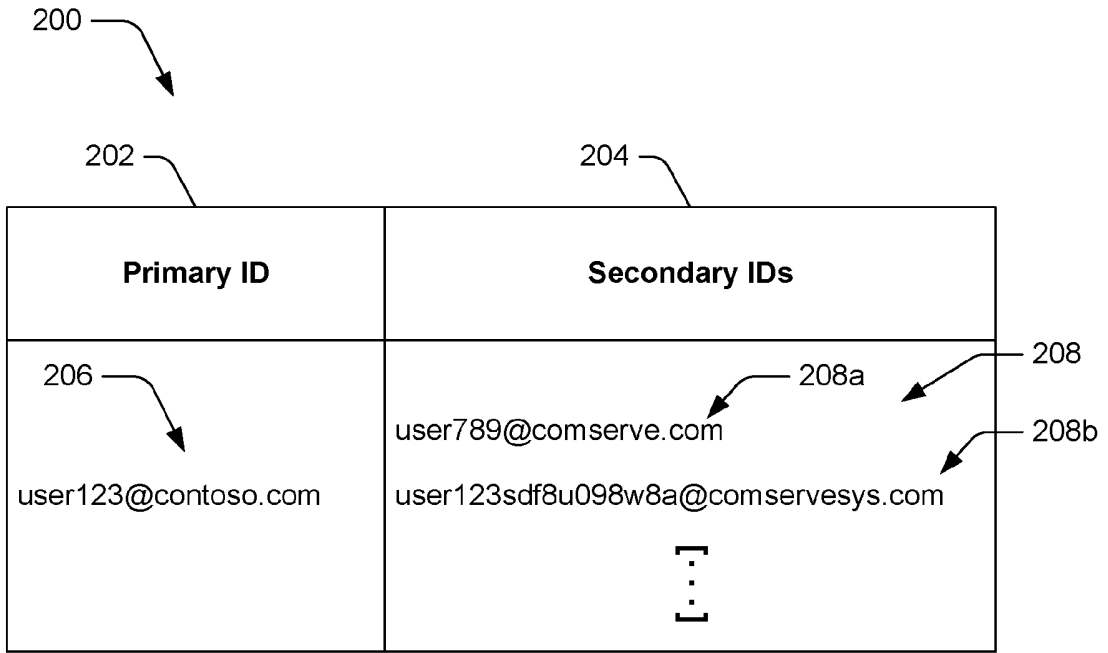 200
202
204
Primary ID
Secondary IDs
206
208a
208
user789@comserve.com
208b
user123@contoso.com
user123sdf8u098w8a@comservesys.com